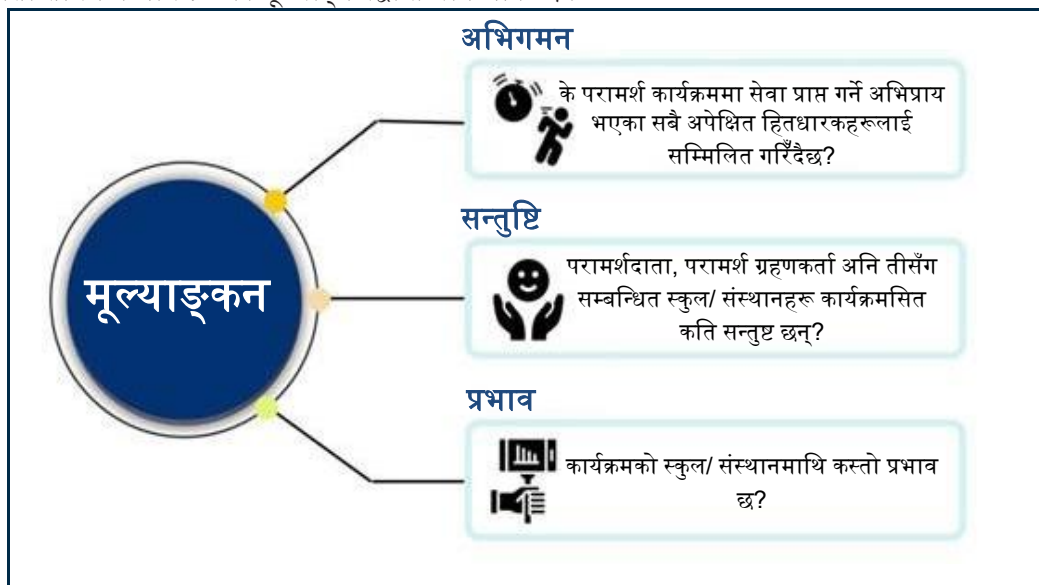 अभिगमन
के परामर्श कार्यक्रममा सेवा प्राप्त गर्ने अभिप्राय
भएका सबै अपेक्षित हितधारकहरूलाई
सम्मिलित गरिँदैछ?
सन्तुष्टि
मूल्याङ्कन
परामर्शदाता, परामर्श ग्रहणकर्ता अनि तीसँग
सम्बन्धित स्कुल/ संस्थानहरू कार्यक्रमसित
कति सन्तुष्ट छन्?
प्रभाव
कार्यक्रमको स्कुल/ संस्थानमाथि कस्तो प्रभाव
छ?